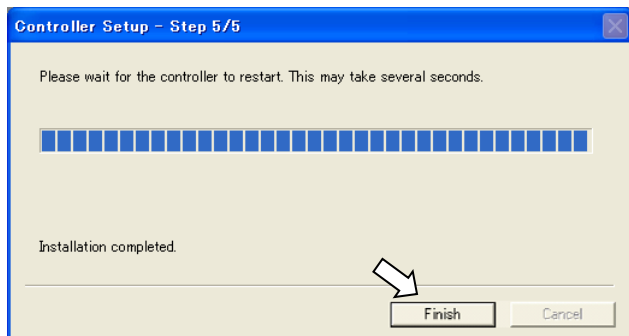 Controller Setup - Step 5/5
Please wait for the controller to restart. This may take several seconds.
Installation completed.
Finish
Cancel